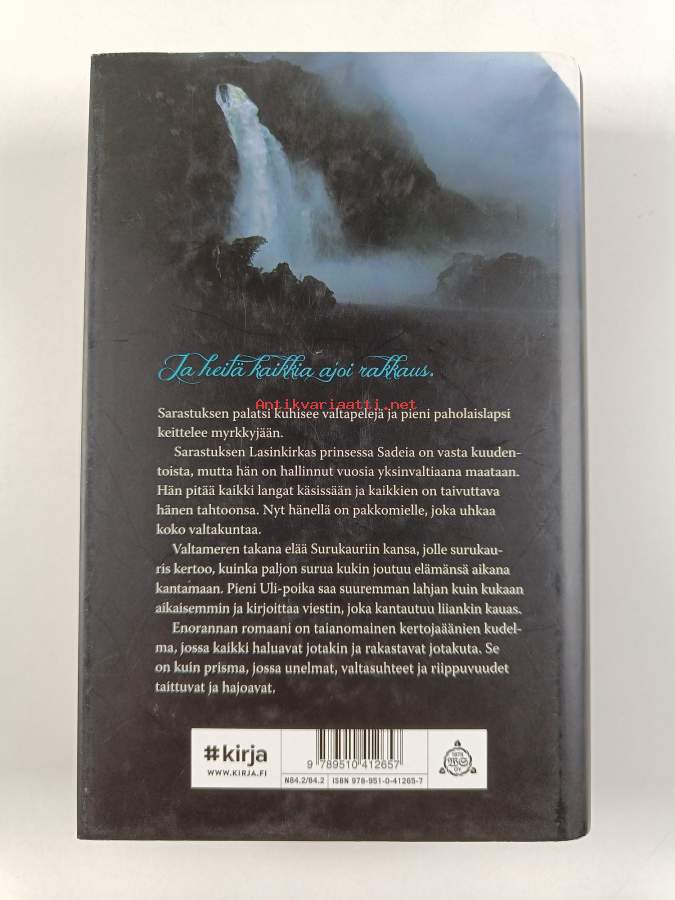 Ja heitä kaikkia ajoi rakkaus.
Antikvariaatti.net
Sarastuksen palatsi kuhisee valtapelejä ja pieni paholaislapsi
keittelee myrkkyjään.
Sarastuksen Lasinkirkas prinsessa Sadeia on vasta kuuden-
toista, mutta hän on hallinnut vuosia yksinvaltiaana maataan.
Hän pitää kaikki langat käsissään ja kaikkien on taivuttava
hänen tahtoonsa. Nyt hänellä on pakkomielle, joka uhkaa
koko valtakuntaa.
Valtameren takana elää Surukauriin kansa, jolle surukau-
ris kertoo, kuinka paljon surua kukin joutuu elämänsä aikana
kantamaan. Pieni Uli-poika saa suuremman lahjan kuin kukaan
aikaisemmin ja kirjoittaa viestin, joka kantautuu liiankin kauas.
Enorannan romaani on taianomainen kertojaäänien kudel-
ma, jossa kaikki haluavat jotakin ja rakastavat jotakuta. Se
on kuin prisma, jossa unelmat, valtasuhteet ja riippuvuudet
taittuvat ja hajoavat.
#kirja
WWW.KIRJA.FI
9 789510 412657
N84.2/84.2
ISBN 978-951-0-41265-7
1878
WS
OY